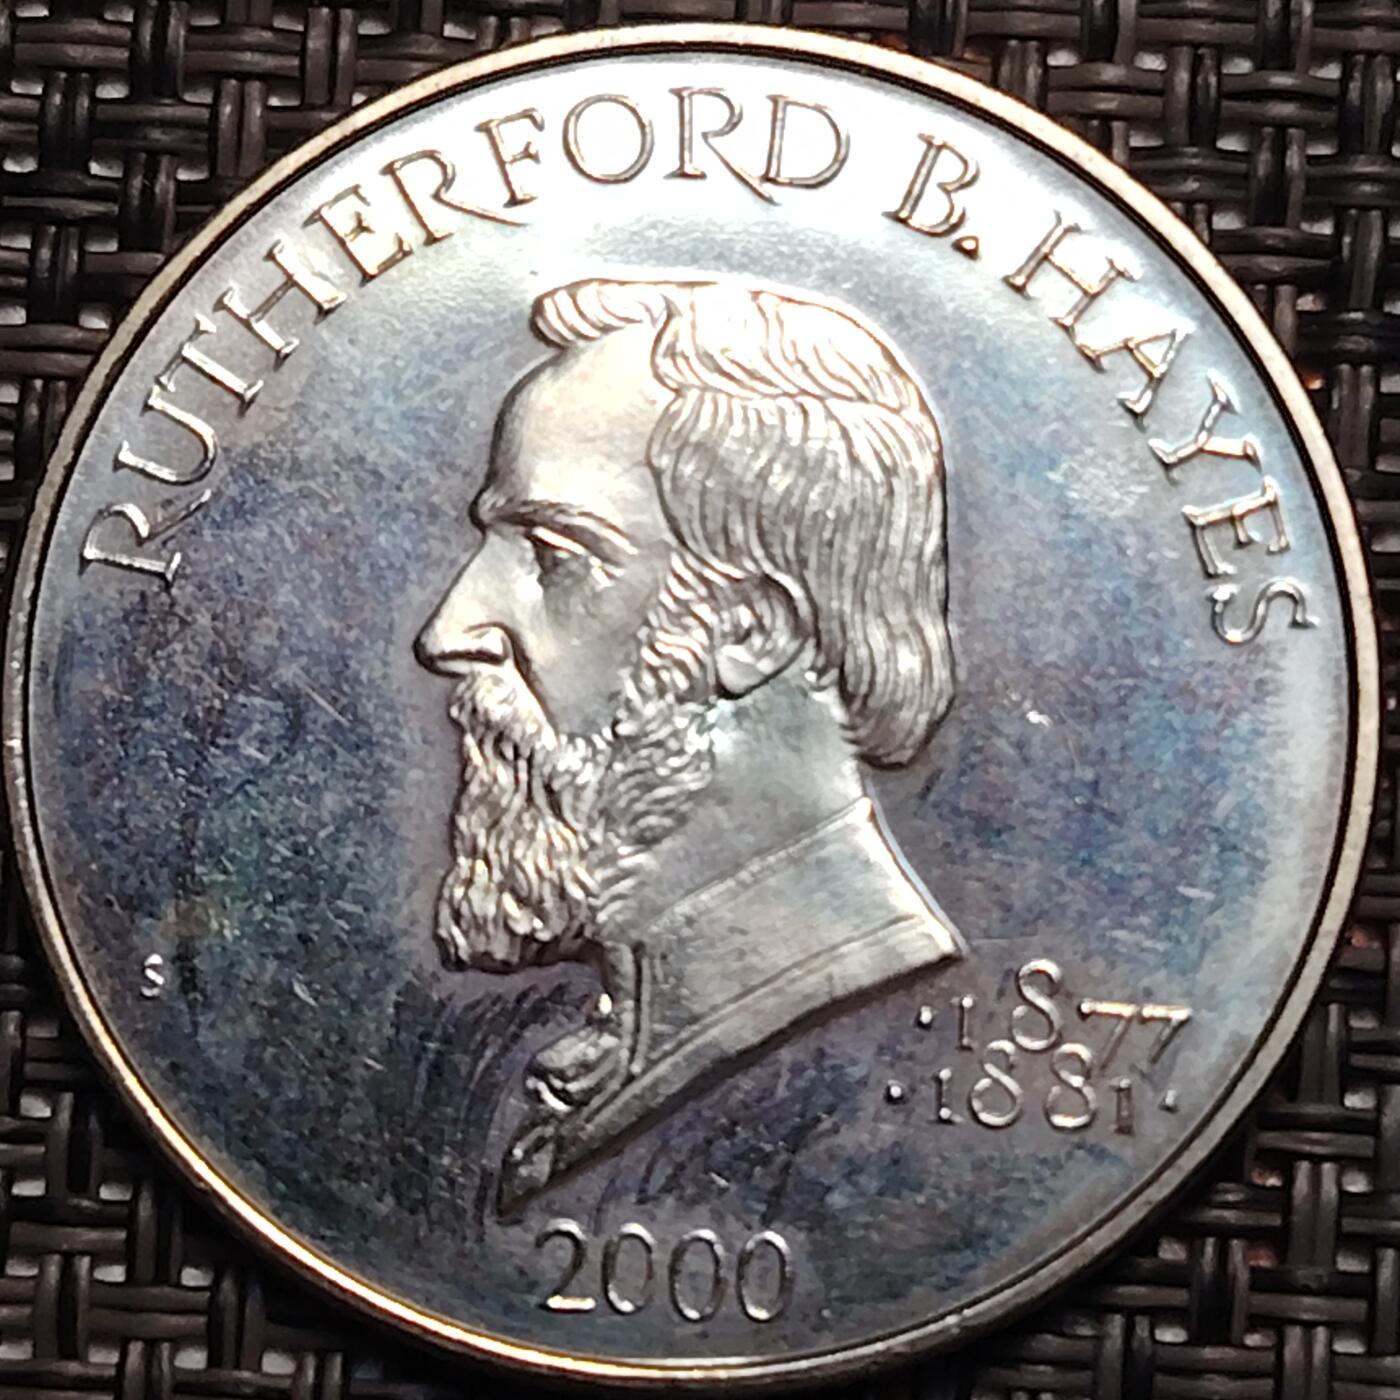 RUTHERFORD B. HAYES
S
·1877
·1881·
2000